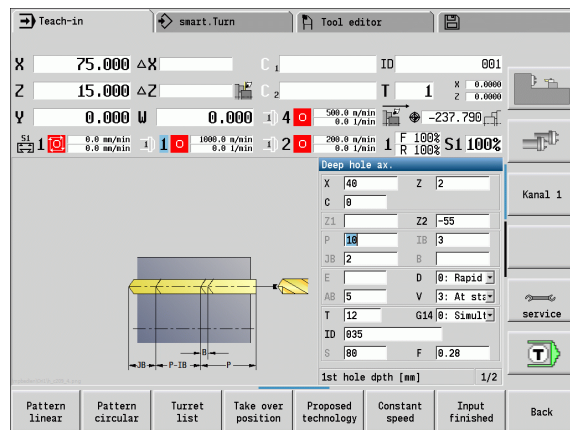 Teach-in smart.Turn Tool editor
X 75.000 △X C 1 ID 001
Z 15.000 △Z C 2 T 1 X 0.0000 Z 0.0000
Y 0.000 W 0.000 4 500.0 m/min 0.0 1/min -237.790
S1 1 0.0 mm/min 0.0 mm/min 1 1000.0 m/min 0.0 1/min 2 200.0 m/min 0.0 1/min 1 F 100% R 100% S1 100%
Deep hole ax.
X 40 Z 2
C 0
Z1 Z2 -55
P 10 IB 3
JB 2 B
E D 0: Rapid
AB 5 V 3: At sta
T 12 G14 0: Simult
ID 035
S 80 F 0.28
1st hole dpth [mm] 1/2
B
JB P-IB P
Kanal 1
service
T
Pattern linear
Pattern circular
Turret list
Take over position
Proposed technology
Constant speed
Input finished
Back